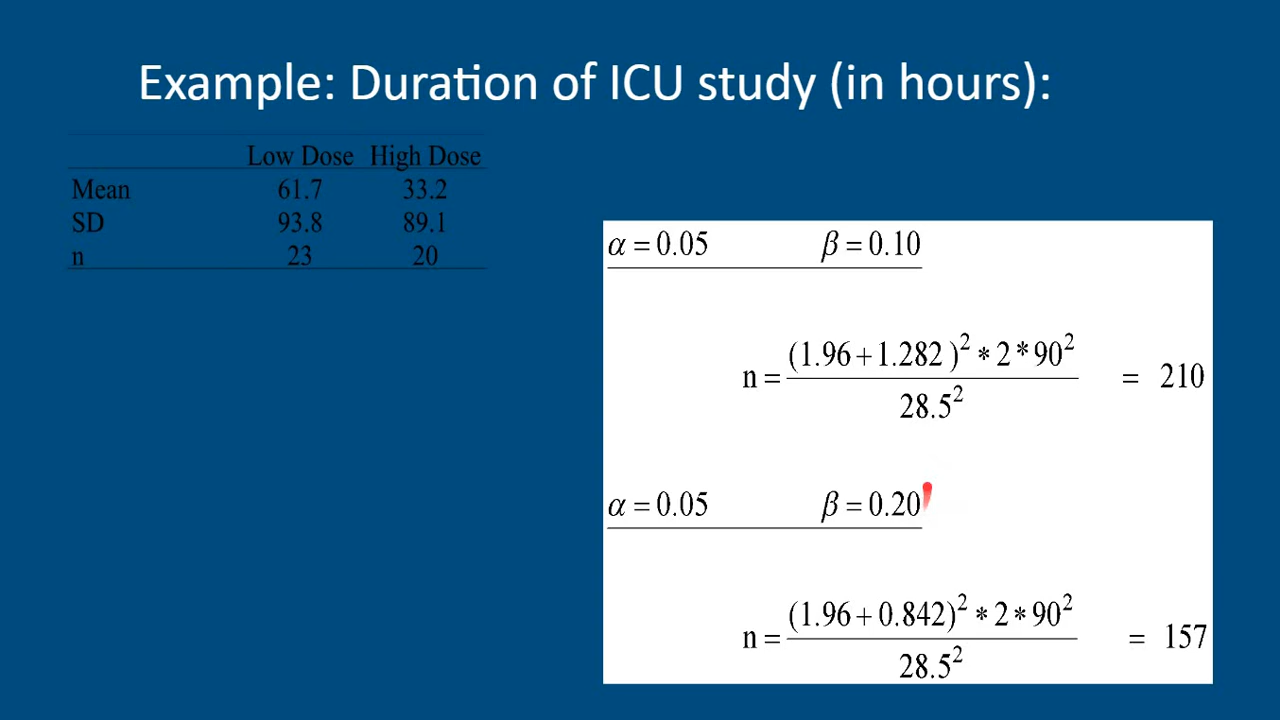 Example: Duration of ICU study (in hours):
Low Dose High Dose
Mean 61.7 33.2
SD 93.8 89.1
n 23 20
α = 0.05 β = 0.10
n = (1.96 + 1.282 )² * 2 * 90² / 28.5² = 210
α = 0.05 β = 0.20
n = (1.96 + 0.842)² * 2 * 90² / 28.5² = 157